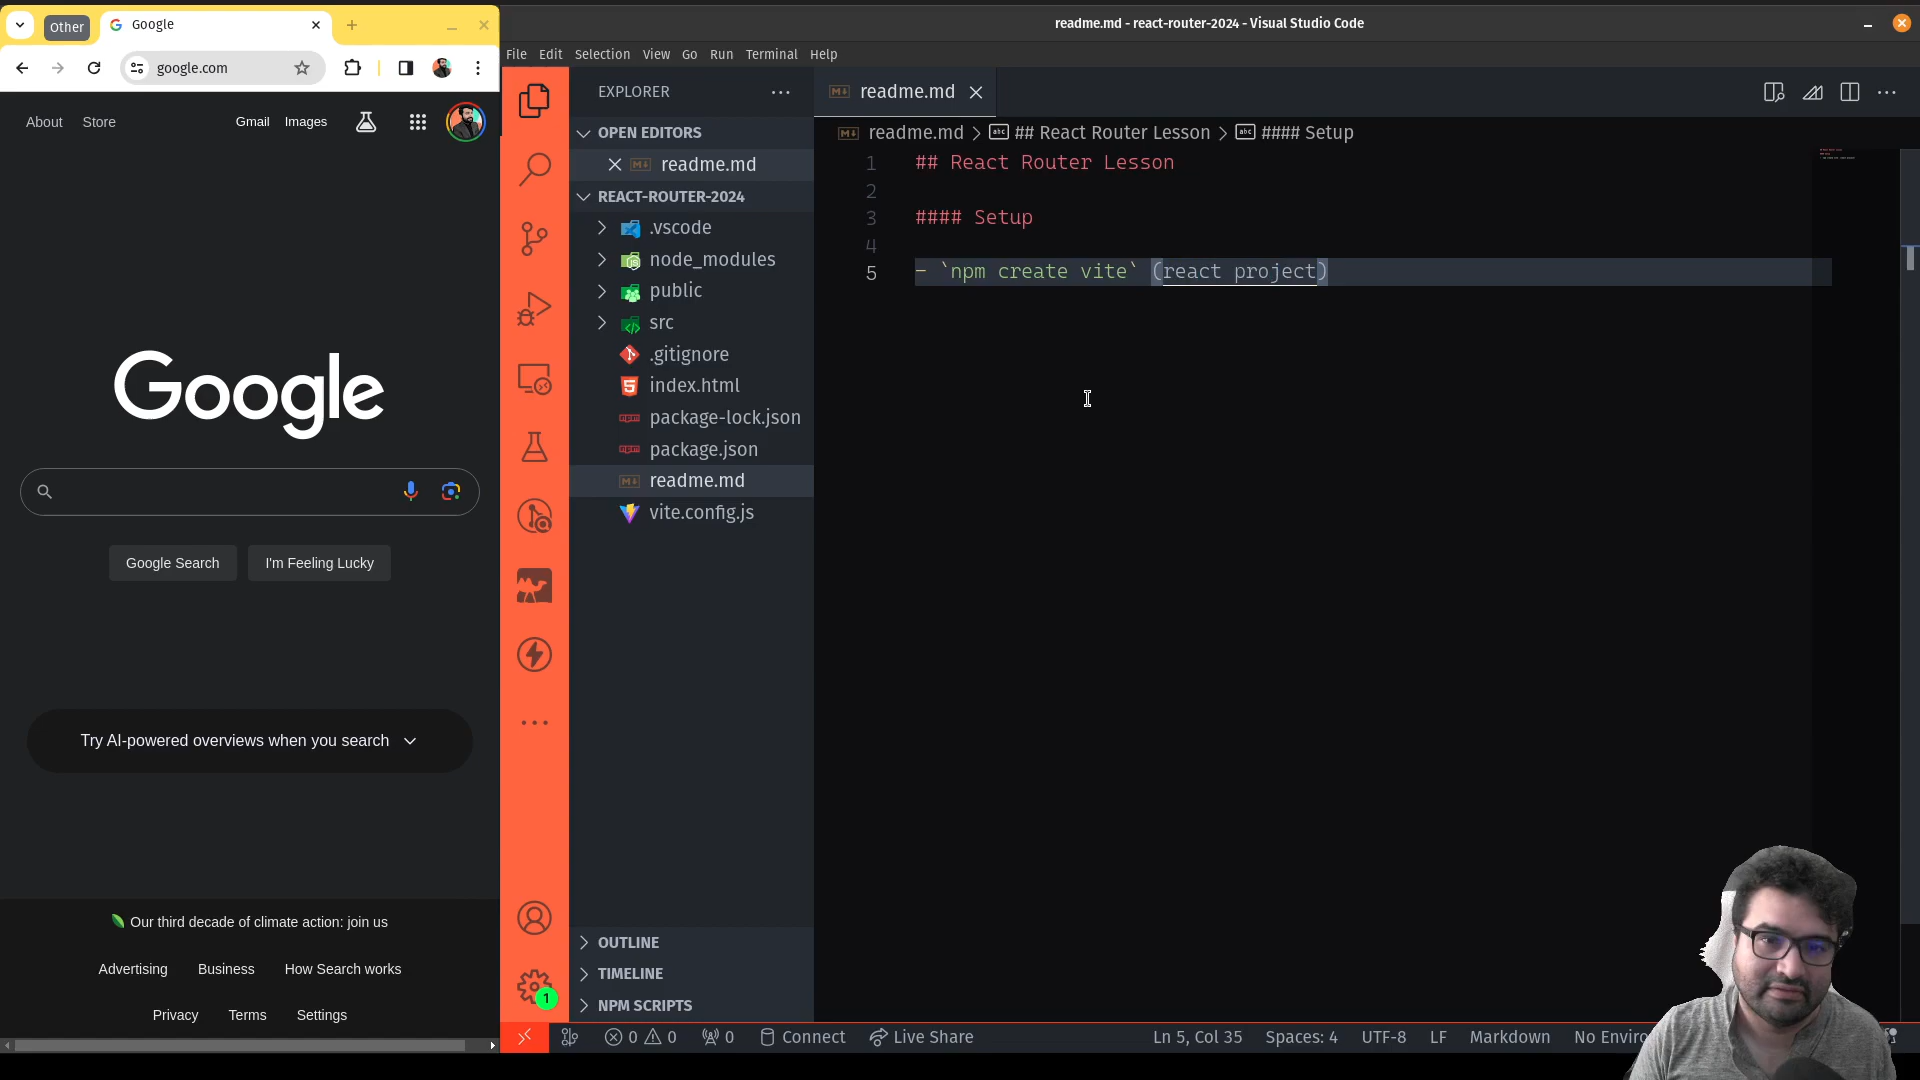 Other
Google
google.com
About
Store
Gmail
Images
Google
Google Search
I'm Feeling Lucky
Try AI-powered overviews when you search
Our third decade of climate action: join us
Advertising
Business
How Search works
Privacy
Terms
Settings
readme.md - react-router-2024 - Visual Studio Code
File Edit Selection View Go Run Terminal Help
EXPLORER
OPEN EDITORS
readme.md
REACT-ROUTER-2024
.vscode
node_modules
public
src
.gitignore
index.html
package-lock.json
package.json
readme.md
vite.config.js
OUTLINE
TIMELINE
NPM SCRIPTS
1
readme.md
readme.md > ## React Router Lesson > #### Setup
1 ## React Router Lesson
2
3 #### Setup
4
5 - `npm create vite` (react project)
0 0 0 Connect Live Share
Ln 5, Col 35 Spaces: 4 UTF-8 LF Markdown No